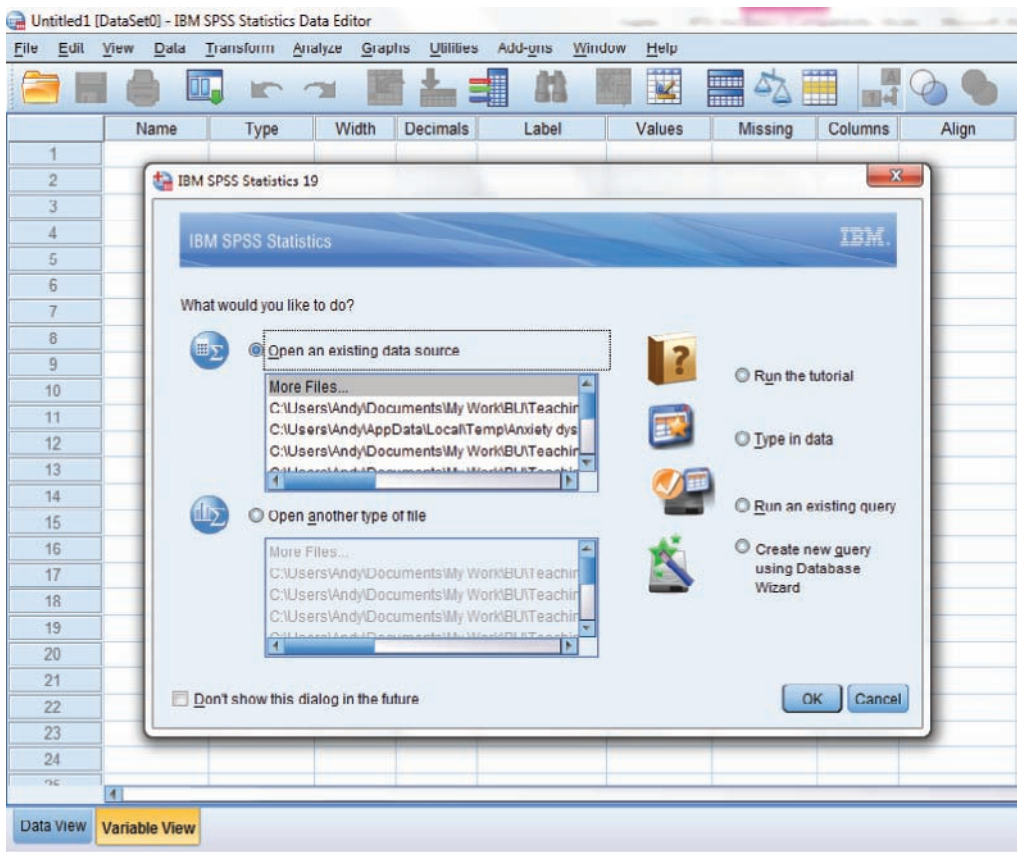 Untitled1 [DataSet0] - IBM SPSS Statistics Data Editor
File Edit View Data Transform Analyze Graphs Utilities Add-ons Window Help
Name Type Width Decimals Label Values Missing Columns Align
1
2
3
4
5
6
7
8
9
10
11
12
13
14
15
16
17
18
19
20
21
22
23
24
25
IBM SPSS Statistics 19
IBM SPSS Statistics
IBM.
What would you like to do?
Open an existing data source
More Files...
C:\Users\Andy\Documents\My Work\BU\Teachin
C:\Users\Andy\AppData\Local\Temp\Anxiety dys
C:\Users\Andy\Documents\My Work\BU\Teachin
Open another type of file
More Files...
C:\Users\Andy\Documents\My Work\BU\Teachin
C:\Users\Andy\Documents\My Work\BU\Teachin
C:\Users\Andy\Documents\My Work\BU\Teachin
Run the tutorial
Type in data
Run an existing query
Create new query
using Database
Wizard
Don't show this dialog in the future
OK Cancel
Data View Variable View